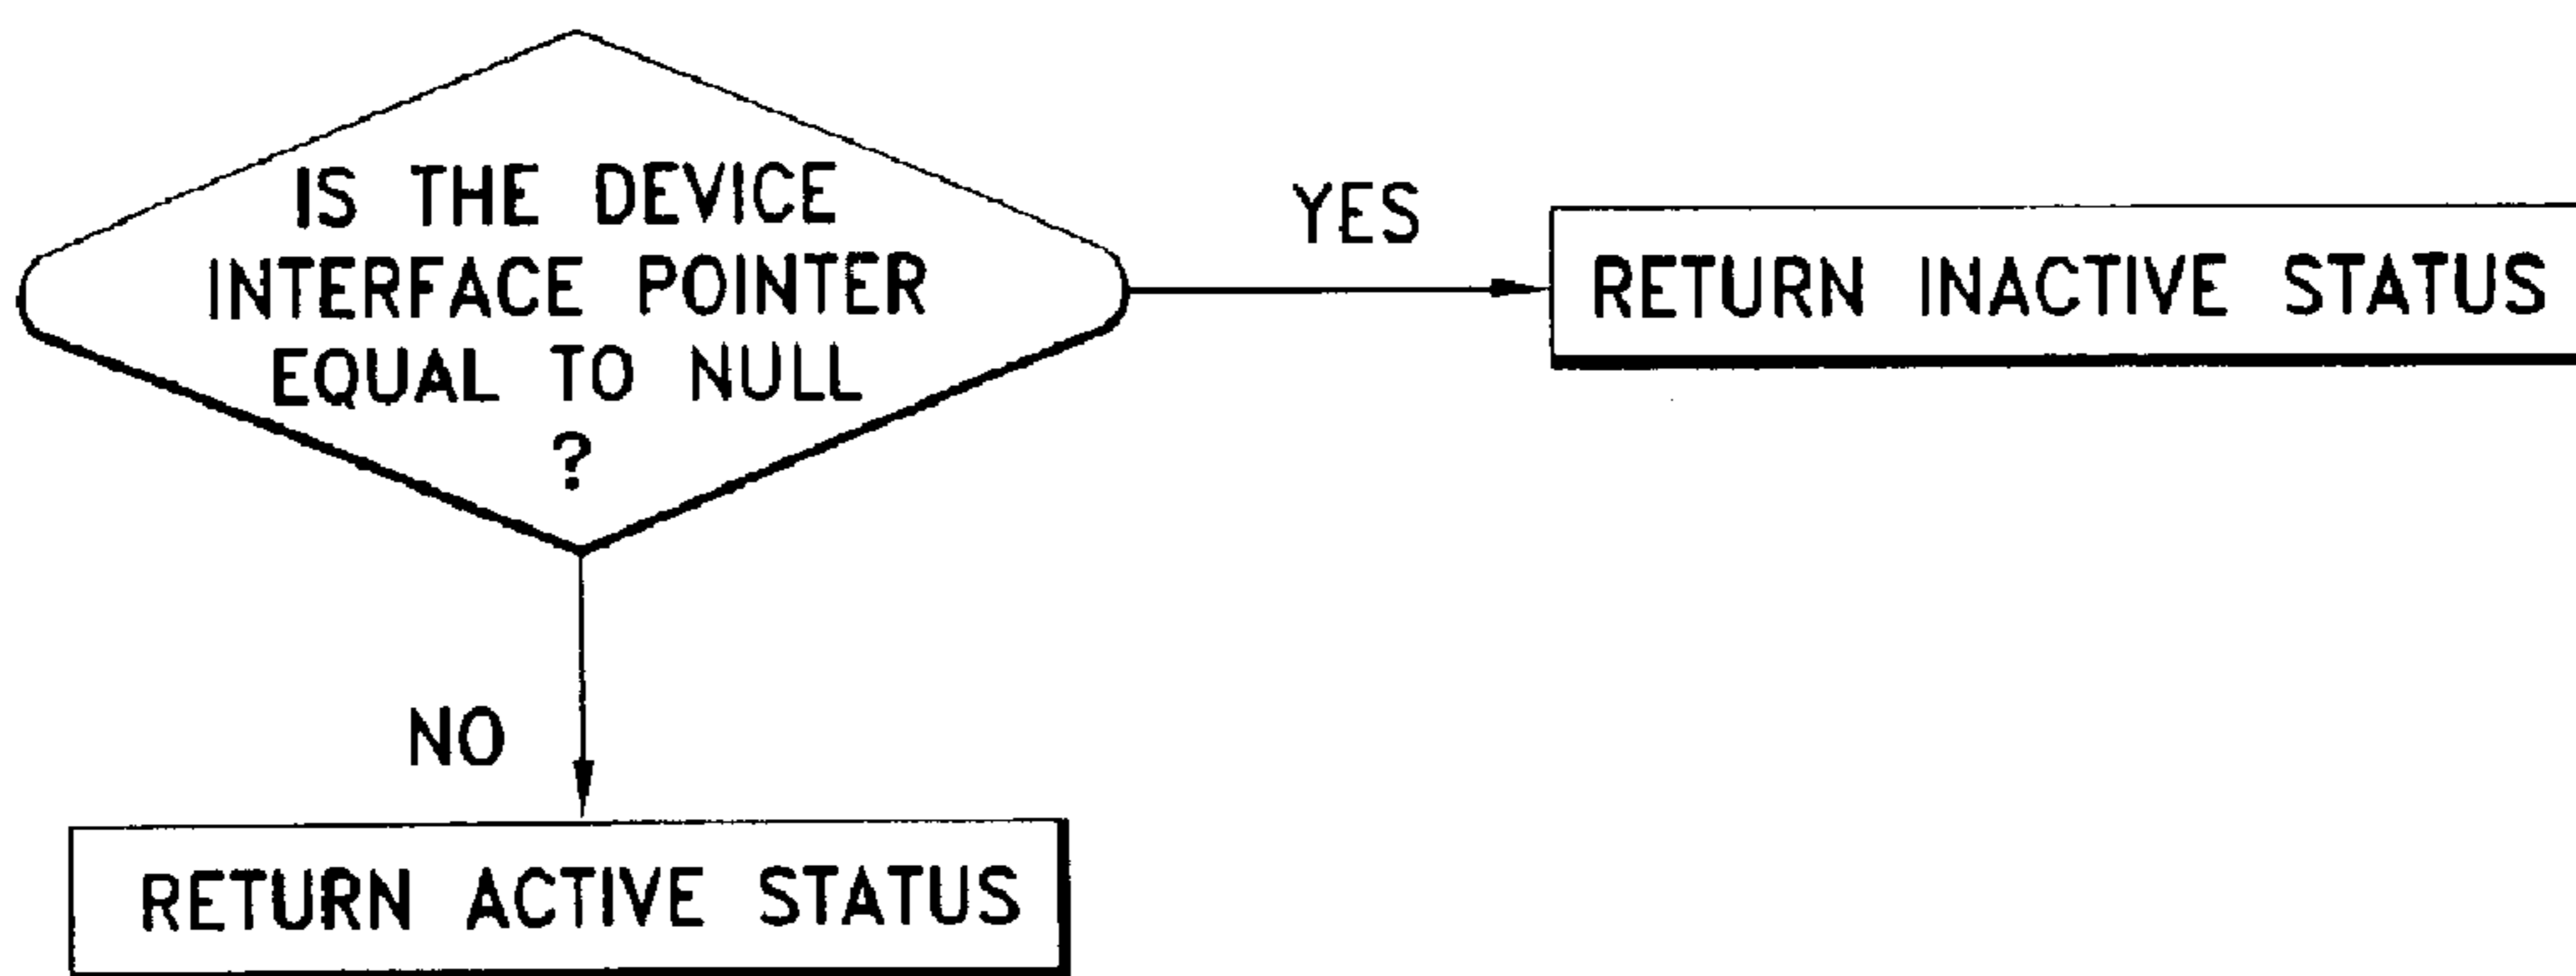 IS THE DEVICE
INTERFACE POINTER
EQUAL TO NULL
?
YES
RETURN INACTIVE STATUS
NO
RETURN ACTIVE STATUS